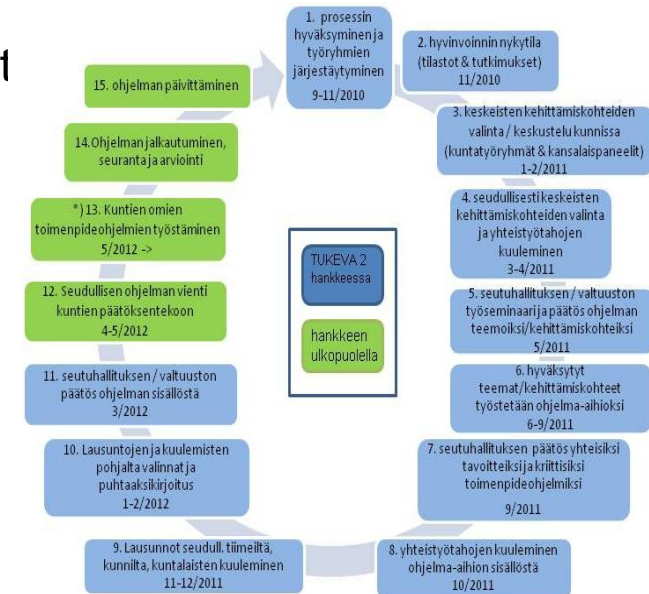 t
1. prosessin
hyväksyminen ja
työryhmien
järjestäytyminen
9-11/2010
2. hyvinvoinnin nykytila
(tilastot & tutkimukset)
11/2010
3. keskeisten kehittämiskohteiden
valinta / keskustelu kunnissa
(kuntatyöryhmät & kansalaispaneelit)
1-2/2011
4. seudullisesti keskeisten
kehittämiskohteiden valinta
ja yhteistyötahojen
kuuleminen
3-4/2011
5. seutuhallituksen / valtuuston
työseminaari ja päätös ohjelman
teemoiksi/kehittämiskohteiksi
5/2011
6. hyväksytyt
teemat/kehittämiskohteet
työstetään ohjelma-aihioksi
6-9/2011
7. seutuhallituksen päätös yhteisiksi
tavoitteiksi ja kriittisiksi
toimenpideohjelmiksi
9/2011
8. yhteistyötahojen kuuleminen
ohjelma-aihion sisällöstä
10/2011
9. Lausunnot seudull. tiimeiltä,
kunnilta, kuntalaisten kuuleminen
11-12/2011
10. Lausuntojen ja kuulemisten
pohjalta valinnat ja
puhtaaksikirjoitus
1-2/2012
11. seutuhallituksen / valtuuston
päätös ohjelman sisällöstä
3/2012
12. Seudullisen ohjelman vienti
kuntien päätöksentekoon
4-5/2012
*) 13. Kuntien omien
toimenpideohjelmien työstäminen
5/2012 ->
14.Ohjelman jalkautuminen,
seuranta ja arviointi
15. ohjelman päivittäminen
TUKEVA 2
hankkeessa
hankkeen
ulkopuolella